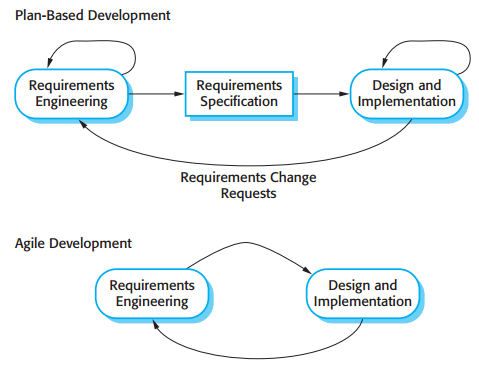 Plan-Based Development
Requirements
Engineering
Requirements
Specification
Design and
Implementation
Requirements Change
Requests
Agile Development
Requirements
Engineering
Design and
Implementation